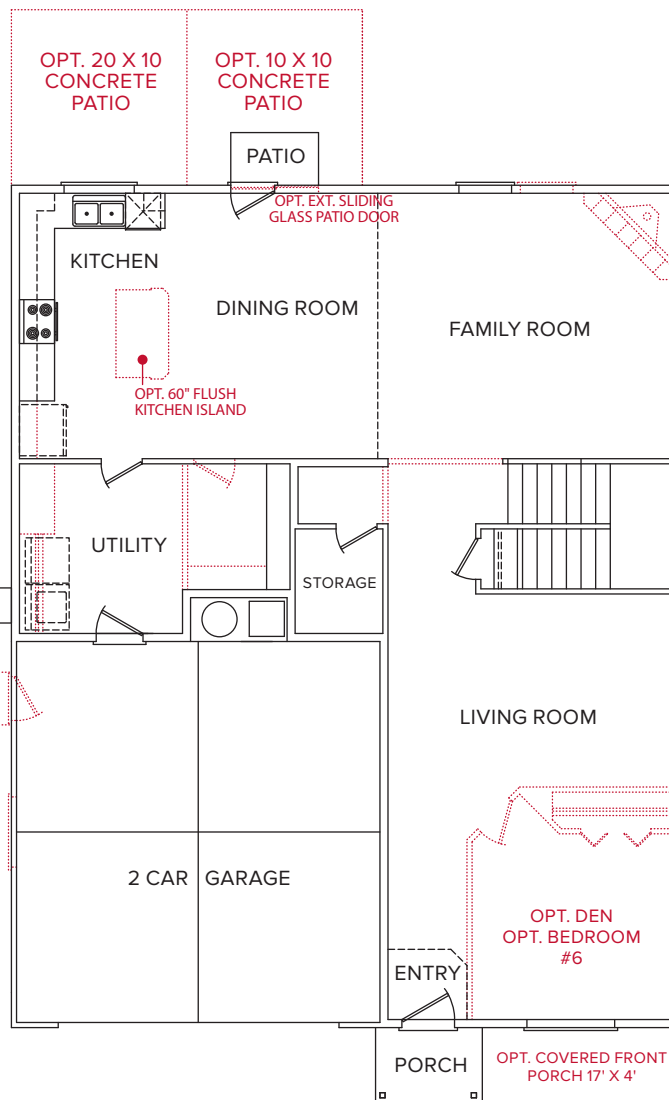 OPT. 20 X 10
CONCRETE
PATIO
OPT. 10 X 10
CONCRETE
PATIO
PATIO
OPT. EXT. SLIDING
GLASS PATIO DOOR
KITCHEN
DINING ROOM
FAMILY ROOM
OPT. 60" FLUSH
KITCHEN ISLAND
UTILITY
STORAGE
LIVING ROOM
2 CAR GARAGE
OPT. DEN
OPT. BEDROOM
#6
ENTRY
PORCH
OPT. COVERED FRONT
PORCH 17' X 4'